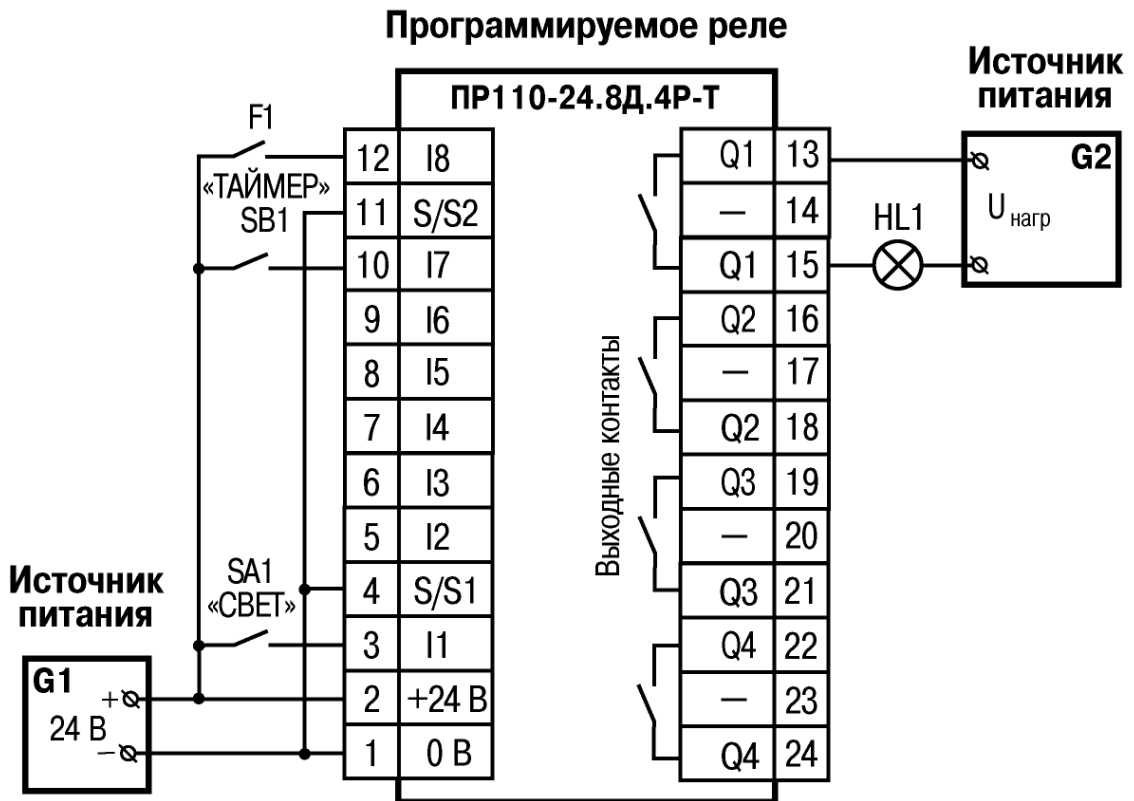 Программируемое реле
ПР110-24.8Д.4Р-Т
Источник
питания
G2
U нагр
HL1
F1
«ТАЙМЕР»
SB1
SA1
«СВЕТ»
Источник
питания
G1
+
24 В
–
12 I8
11 S/S2
10 I7
9 I6
8 I5
7 I4
6 I3
5 I2
4 S/S1
3 I1
2 +24 В
1 0 В
Выходные контакты
Q1 13
— 14
Q1 15
Q2 16
— 17
Q2 18
Q3 19
— 20
Q3 21
Q4 22
— 23
Q4 24